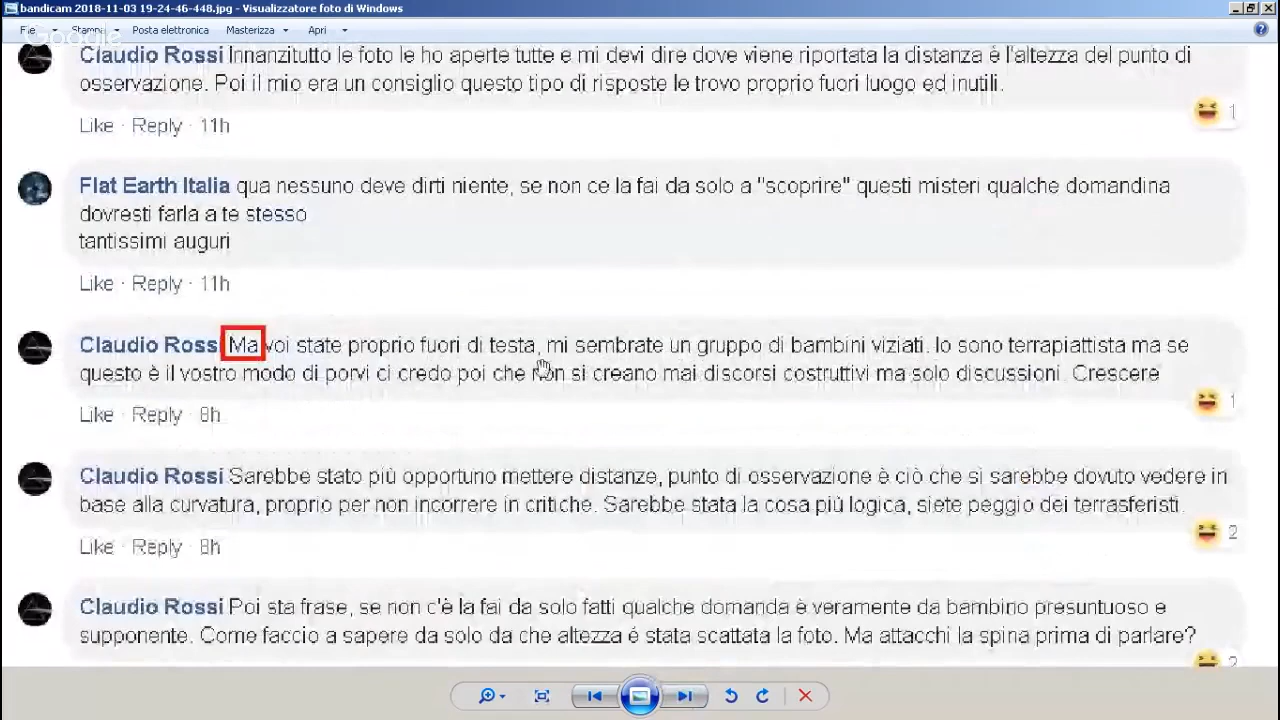 bandicam 2018-11-03 19-24-46-448.jpg - Visualizzatore foto di Windows
File Stampa Posta elettronica Masterizza Apri
Google
Claudio Rossi Innanzitutto le foto le ho aperte tutte e mi devi dire dove viene riportata la distanza è l'altezza del punto di
osservazione. Poi il mio era un consiglio questo tipo di risposte le trovo proprio fuori luogo ed inutili.
1
Like · Reply · 11h
Flat Earth Italia qua nessuno deve dirti niente, se non ce la fai da solo a "scoprire" questi misteri qualche domandina
dovresti farla a te stesso
tantissimi auguri
Like · Reply · 11h
Claudio Rossi Ma voi state proprio fuori di testa, mi sembrate un gruppo di bambini viziati. Io sono terrapiattista ma se
questo è il vostro modo di porvi ci credo poi che non si creano mai discorsi costruttivi ma solo discussioni. Crescere
1
Like · Reply · 8h
Claudio Rossi Sarebbe stato più opportuno mettere distanze, punto di osservazione è ciò che si sarebbe dovuto vedere in
base alla curvatura, proprio per non incorrere in critiche. Sarebbe stata la cosa più logica, siete peggio dei terrasferisti.
2
Like · Reply · 8h
Claudio Rossi Poi sta frase, se non c'è la fai da solo fatti qualche domanda è veramente da bambino presuntuoso e
supponente. Come faccio a sapere da solo da che altezza é stata scattata la foto. Ma attacchi la spina prima di parlare?
2